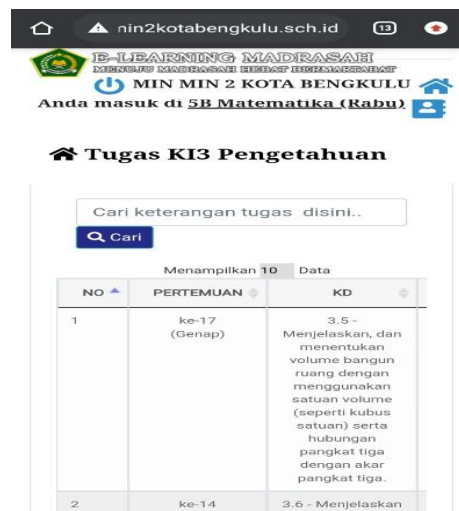 nin2kotabengkulu.sch.id 13
E-LEARNING MADRASAH
MENUJU MADRASAH HEBAT BERMARTABAT
MIN MIN 2 KOTA BENGKULU
Anda masuk di 5B Matematika (Rabu)
Tugas KI3 Pengetahuan
Cari keterangan tugas disini..
Cari
Menampilkan 10 Data
NO PERTEMUAN KD
1 ke-17 3.5 -
(Genap) Menjelaskan, dan
menentukan
volume bangun
ruang dengan
menggunakan
satuan volume
(seperti kubus
satuan) serta
hubungan
pangkat tiga
dengan akar
pangkat tiga.
2 ke-14 3.6 - Menjelaskan